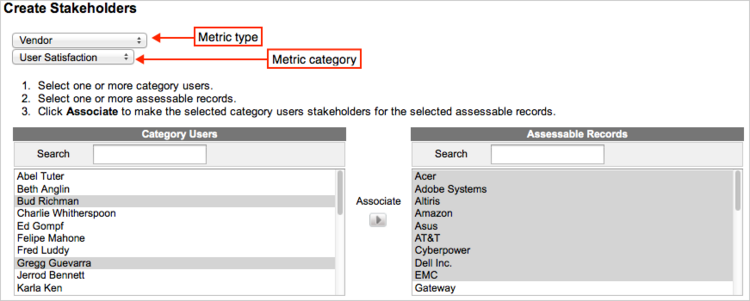 Create Stakeholders
Vendor
Metric type
User Satisfaction
Metric category
1. Select one or more category users.
2. Select one or more assessable records.
3. Click Associate to make the selected category users stakeholders for the selected assessable records.
Category Users
Search
Abel Tuter
Beth Anglin
Bud Richman
Charlie Whitherspoon
Ed Gompf
Felipe Mahone
Fred Luddy
Gregg Guevarra
Jerrod Bennett
Karla Ken
Associate
Assessable Records
Search
Acer
Adobe Systems
Altiris
Amazon
Asus
AT&T
Cyberpower
Dell Inc.
EMC
Gateway